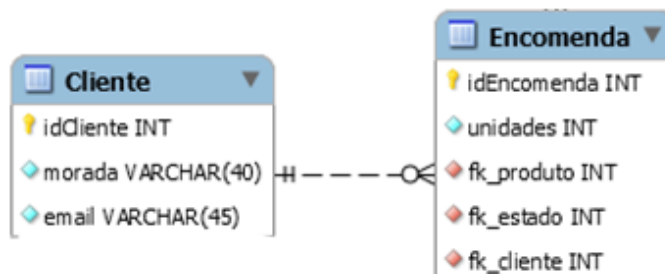 Cliente
idCliente INT
morada VARCHAR(40)
email VARCHAR(45)
Encomenda
idEncomenda INT
unidades INT
fk_produto INT
fk_estado INT
fk_cliente INT